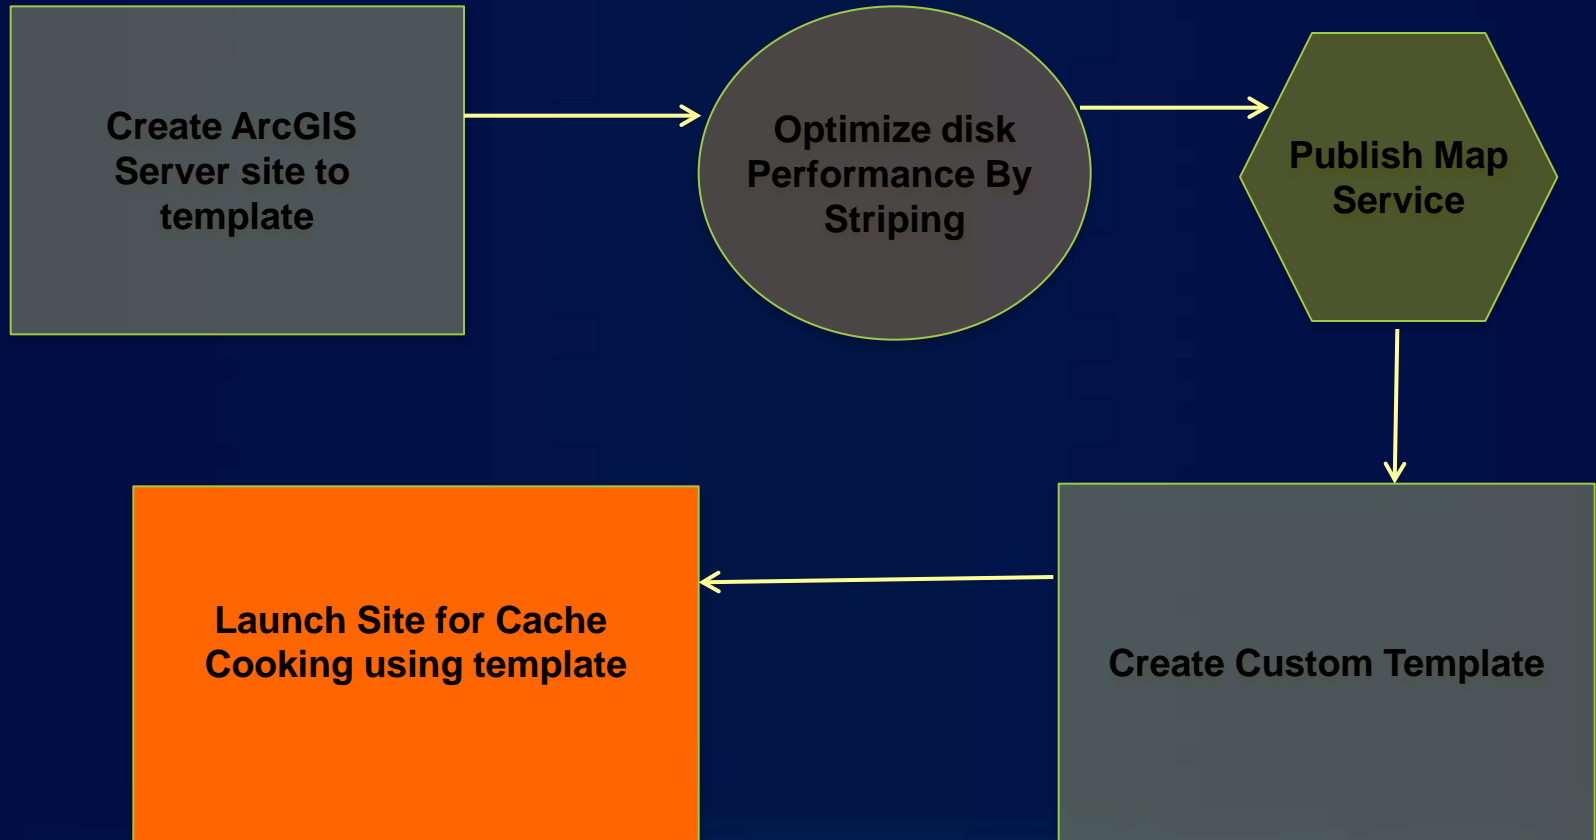 Create ArcGIS
Server site to
template
Optimize disk
Performance By
Striping
Publish Map
Service
Create Custom Template
Launch Site for Cache
Cooking using template